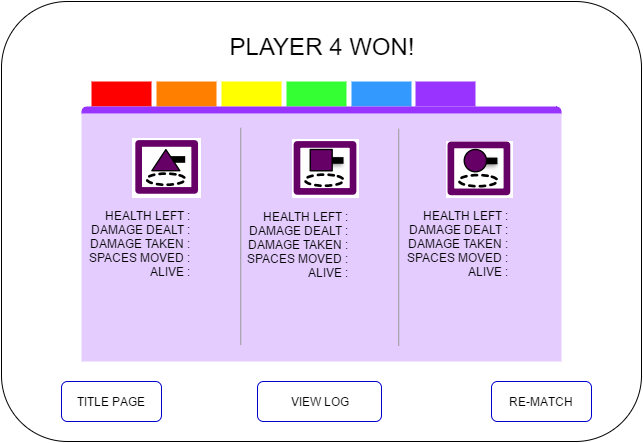 PLAYER 4 WON!
HEALTH LEFT :
DAMAGE DEALT :
DAMAGE TAKEN :
SPACES MOVED :
ALIVE :
HEALTH LEFT :
DAMAGE DEALT :
DAMAGE TAKEN :
SPACES MOVED :
ALIVE :
HEALTH LEFT :
DAMAGE DEALT :
DAMAGE TAKEN :
SPACES MOVED :
ALIVE :
TITLE PAGE
VIEW LOG
RE-MATCH